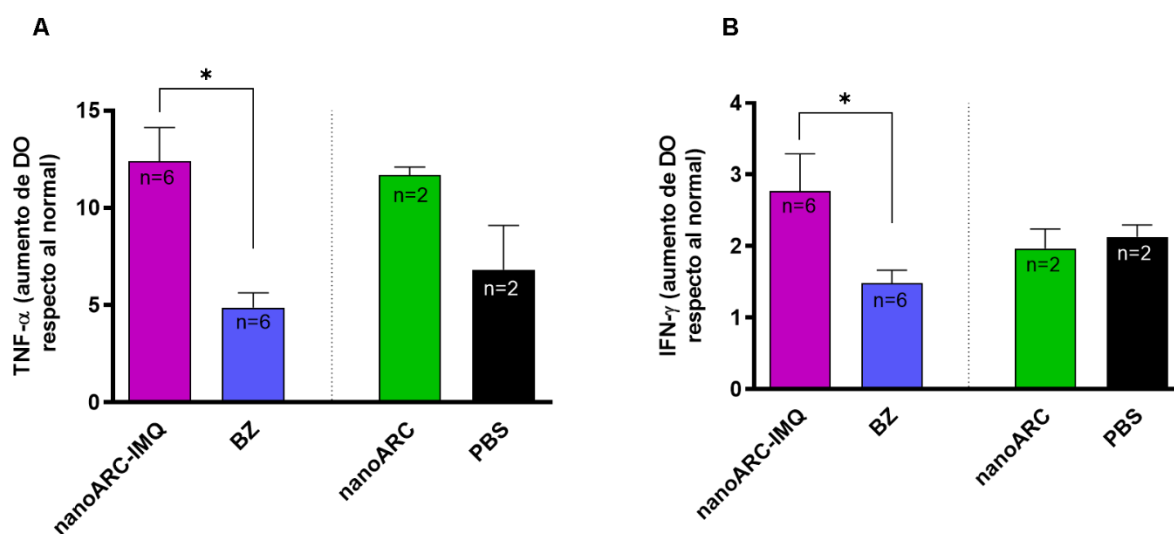 A
TNF-α (aumento de DO
respecto al normal)
15
10
5
0
*
n=6
n=6
n=2
n=2
nanoARC-IMQ
BZ
nanoARC
PBS
B
IFN-γ (aumento de DO
respecto al normal)
4
3
2
1
0
*
n=6
n=6
n=2
n=2
nanoARC-IMQ
BZ
nanoARC
PBS